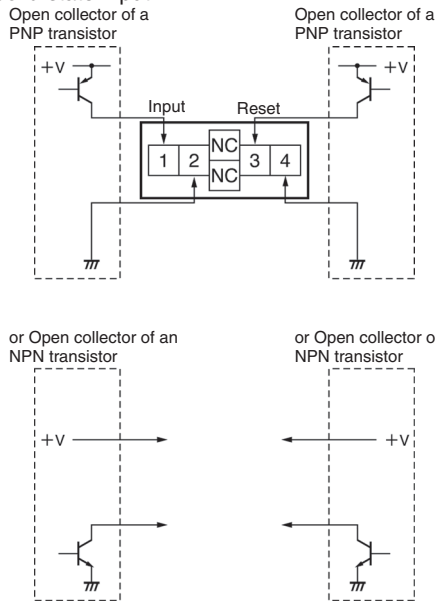 Open collector of a
PNP transistor
Open collector of a
PNP transistor
+V
+V
Input
Reset
1
2
NC
NC
3
4
or Open collector of an
NPN transistor
or Open collector o
NPN transistor
+V
+V